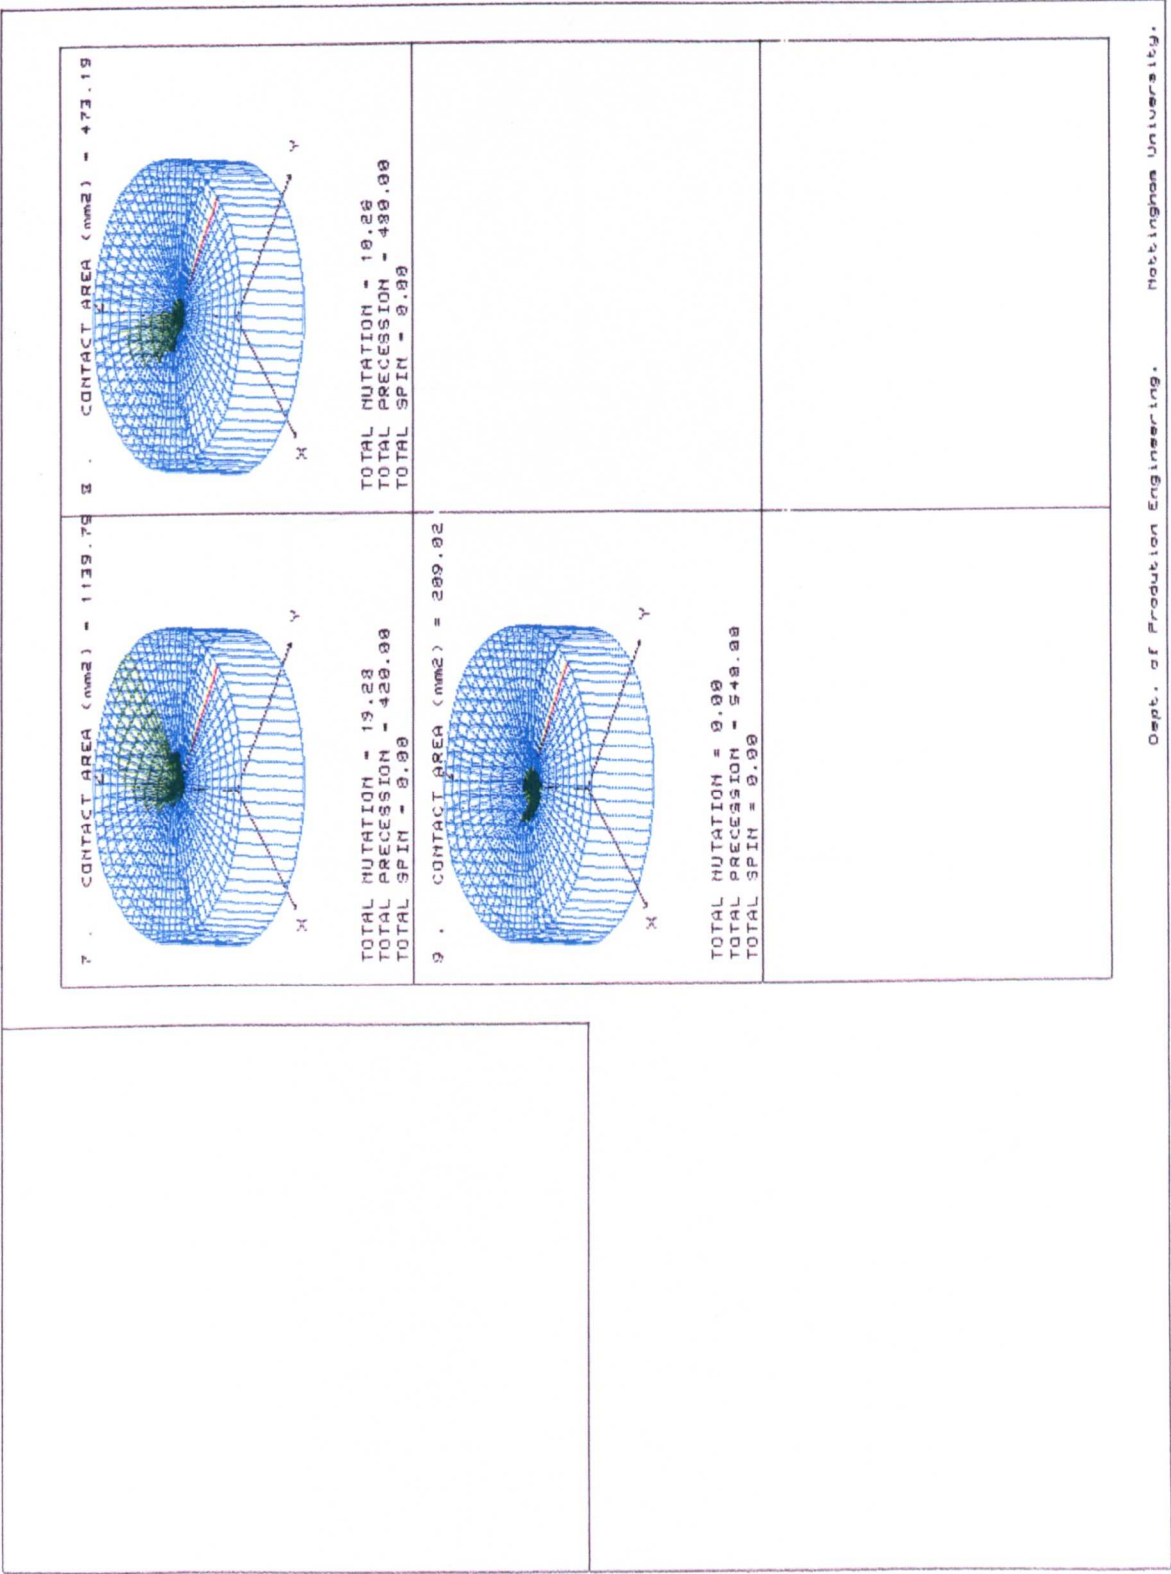 7 . CONTACT AREA (mm2) = 1139.75
TOTAL NUTATION = 19.28
TOTAL PRECESSION = 420.00
TOTAL SPIN = 0.00
8 . CONTACT AREA (mm2) = 473.19
TOTAL NUTATION = 10.26
TOTAL PRECESSION = 480.00
TOTAL SPIN = 0.00
9 . CONTACT AREA (mm2) = 209.02
TOTAL NUTATION = 0.00
TOTAL PRECESSION = 540.00
TOTAL SPIN = 0.00
X
Y
Z
X
Y
Z
X
Y
Z
Dept. of Prodution Engineering. Nottingham University.